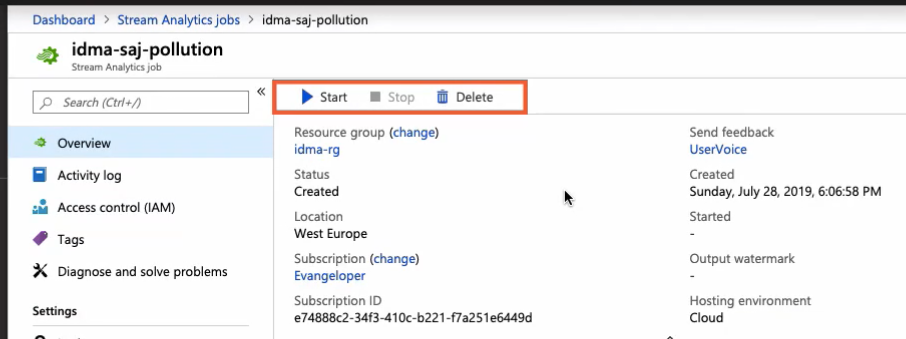 Dashboard > Stream Analytics jobs > idma-saj-pollution
idma-saj-pollution
Stream Analytics job
Search (Ctrl+/)
«
Start Stop Delete
Overview
Activity log
Access control (IAM)
Tags
Diagnose and solve problems
Settings
Resource group (change)
idma-rg
Status
Created
Location
West Europe
Subscription (change)
Evangeloper
Subscription ID
e74888c2-34f3-410c-b221-f7a251e6449d
Send feedback
UserVoice
Created
Sunday, July 28, 2019, 6:06:58 PM
Started
-
Output watermark
-
Hosting environment
Cloud